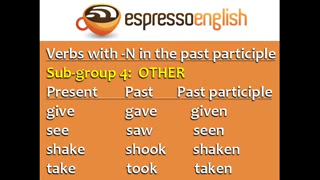 espressoenglish
Verbs with -N in the past participle
Sub-group 4: OTHER
Present Past Past participle
give gave given
see saw seen
shake shook shaken
take took taken